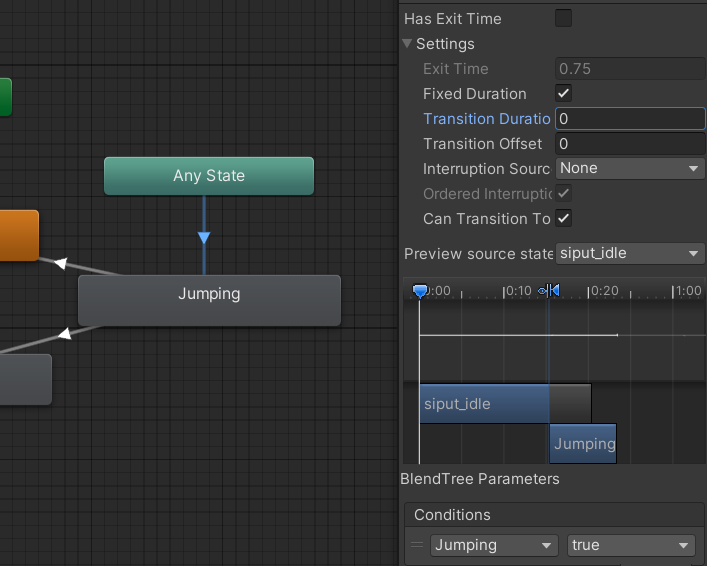 Has Exit Time
Settings
Exit Time 0.75
Fixed Duration
Transition Duratio 0
Transition Offset 0
Interruption Sourc None
Ordered Interruptic
Can Transition To
Preview source state siput_idle
Any State
Jumping
0:00 0:10 0:20 1:00
siput_idle
Jumping
BlendTree Parameters
Conditions
Jumping true